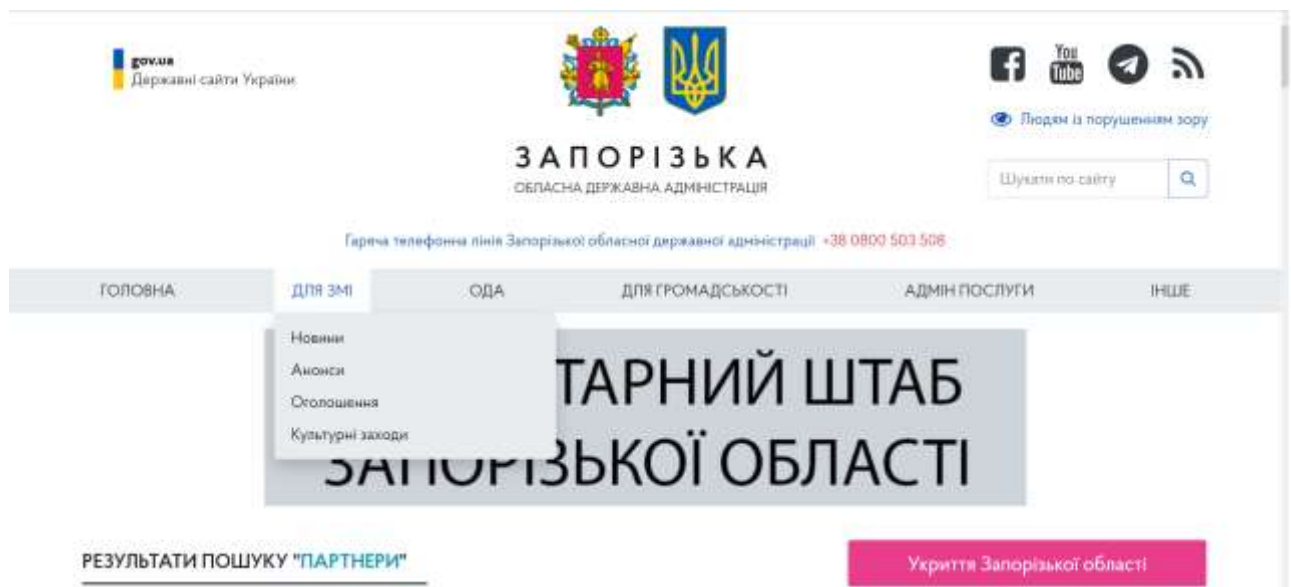 gov.ua
Державні сайти України
You
Tube
Людям із порушенням зору
ЗАПОРІЗЬКА
ОБЛАСНА ДЕРЖАВНА АДМІНІСТРАЦІЯ
Шукати по сайту
Гаряча телефонна лінія Запорізької обласної державної адміністрації +38 0800 503 508
ГОЛОВНА ДЛЯ ЗМІ ОДА ДЛЯ ГРОМАДСЬКОСТІ АДМІН ПОСЛУГИ ІНШЕ
Новини
Анонси
Оголошення
Культурні заходи
ТАРНИЙ ШТАБ
ЗАПОРІЗЬКОЇ ОБЛАСТІ
РЕЗУЛЬТАТИ ПОШУКУ "ПАРТНЕРИ"
Укриття Запорізької області